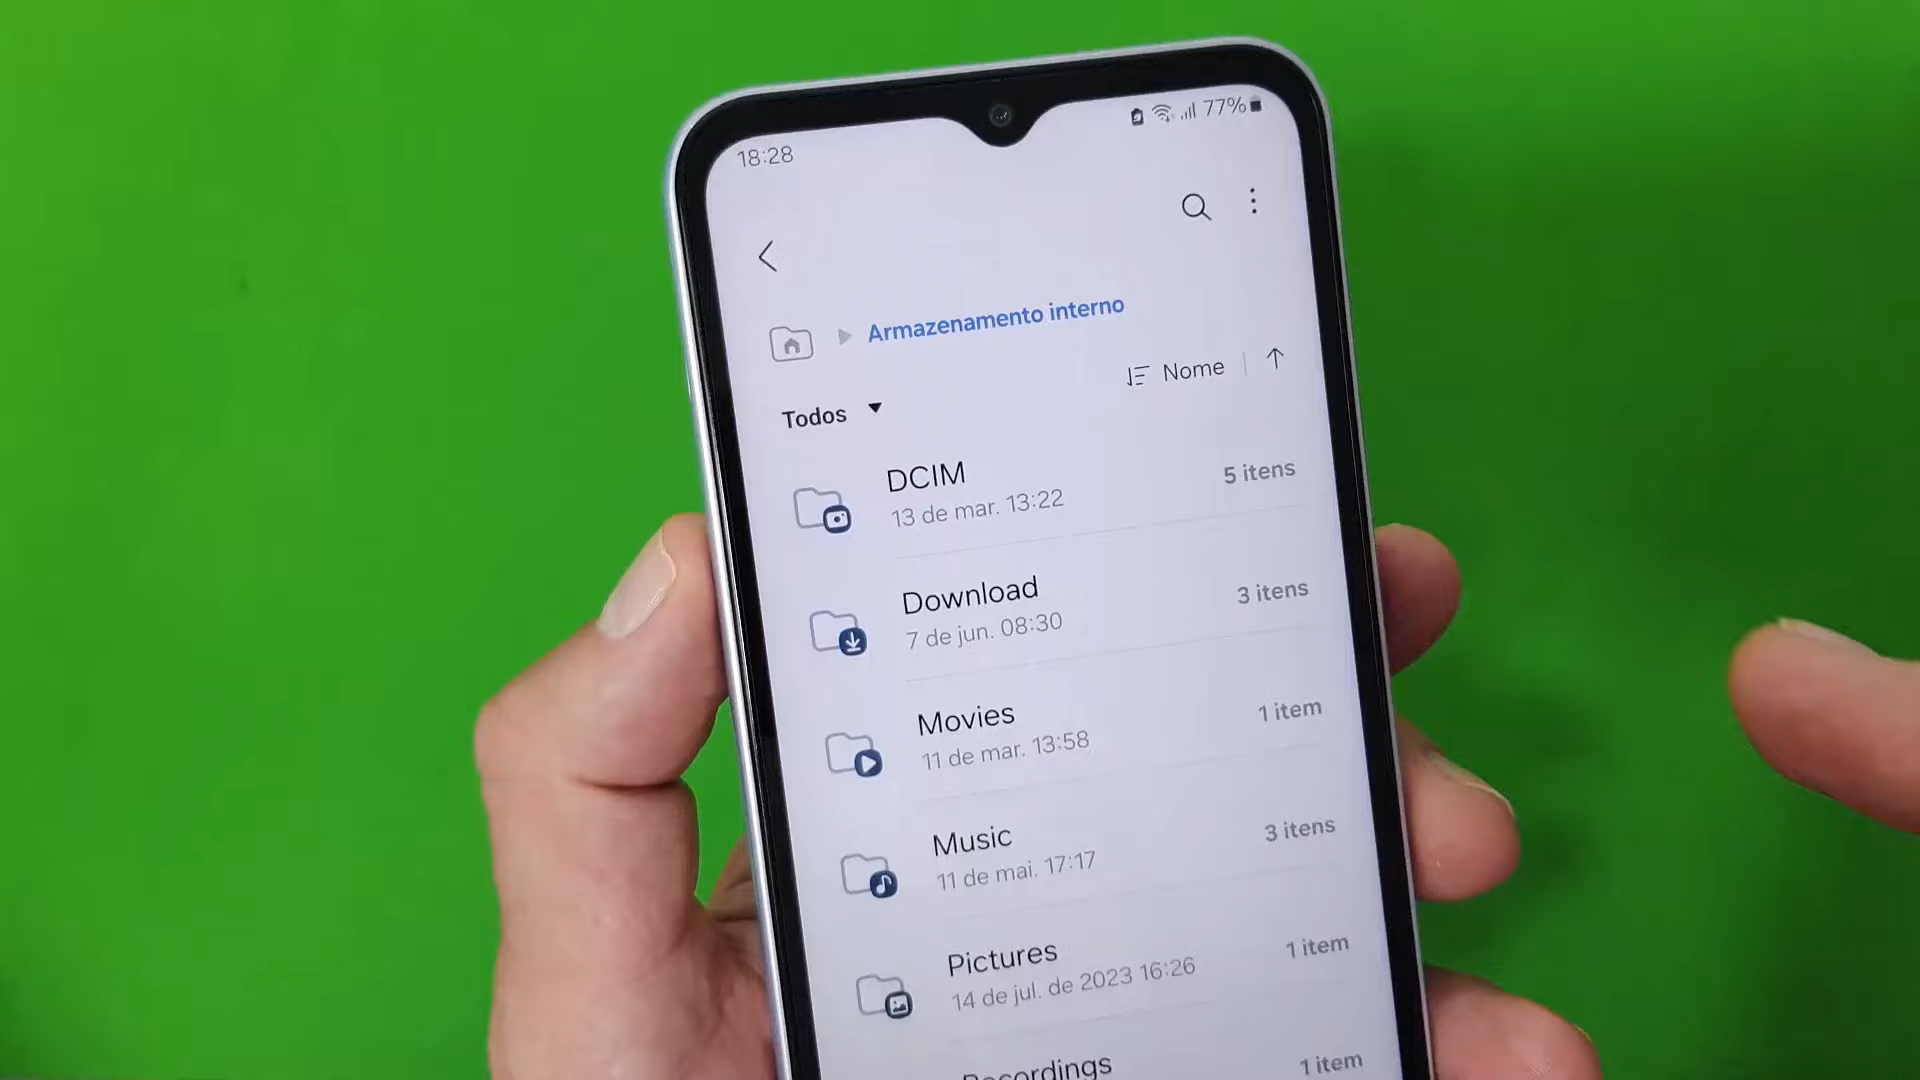 18:28
77%
Armazenamento interno
Nome
Todos
DCIM
13 de mar. 13:22
5 itens
Download
7 de jun. 08:30
3 itens
Movies
11 de mar. 13:58
1 item
Music
11 de mai. 17:17
3 itens
Pictures
14 de jul. de 2023 16:26
1 item
Recordings
1 item